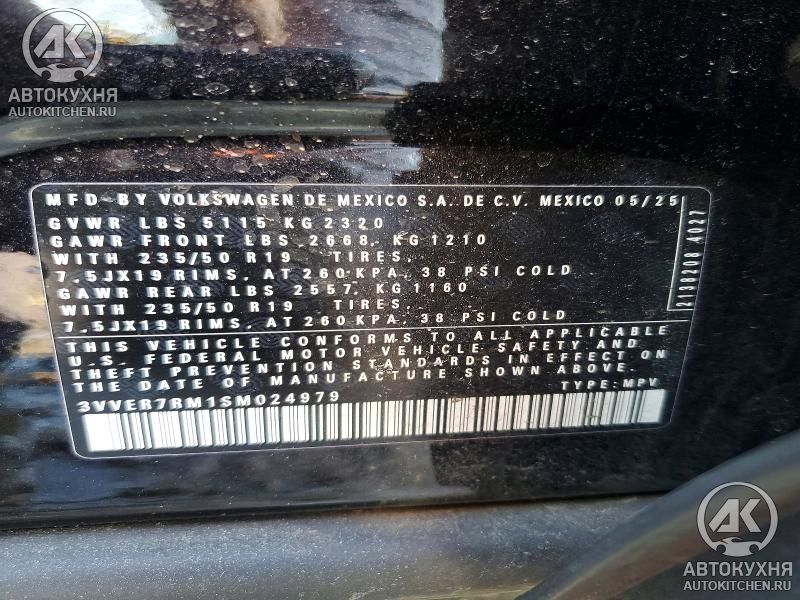 AK
АВТОКУХНЯ
AUTOKITCHEN.RU
MFD BY VOLKSWAGEN DE MEXICO S.A. DE C.V. MEXICO 05/25
GVWR LBS 5115 KG 2320
GAWR FRONT LBS 2668, KG 1210
WITH 235/50 R19 TIRES,
7.5JX19 RIMS, AT 260 KPA, 38 PSI COLD
GAWR REAR LBS 2557, KG 1160
WITH 235/50 R19 TIRES,
7.5JX19 RIMS, AT 260 KPA, 38 PSI COLD
THIS VEHICLE CONFORMS TO ALL APPLICABLE
U.S. FEDERAL MOTOR VEHICLE SAFETY AND
THEFT PREVENTION STANDARDS IN EFFECT ON
THE DATE OF MANUFACTURE SHOWN ABOVE.
3VVER7RM1SM024979 TYPE: MPV
2138208 4027
AK
АВТОКУХНЯ
AUTOKITCHEN.RU